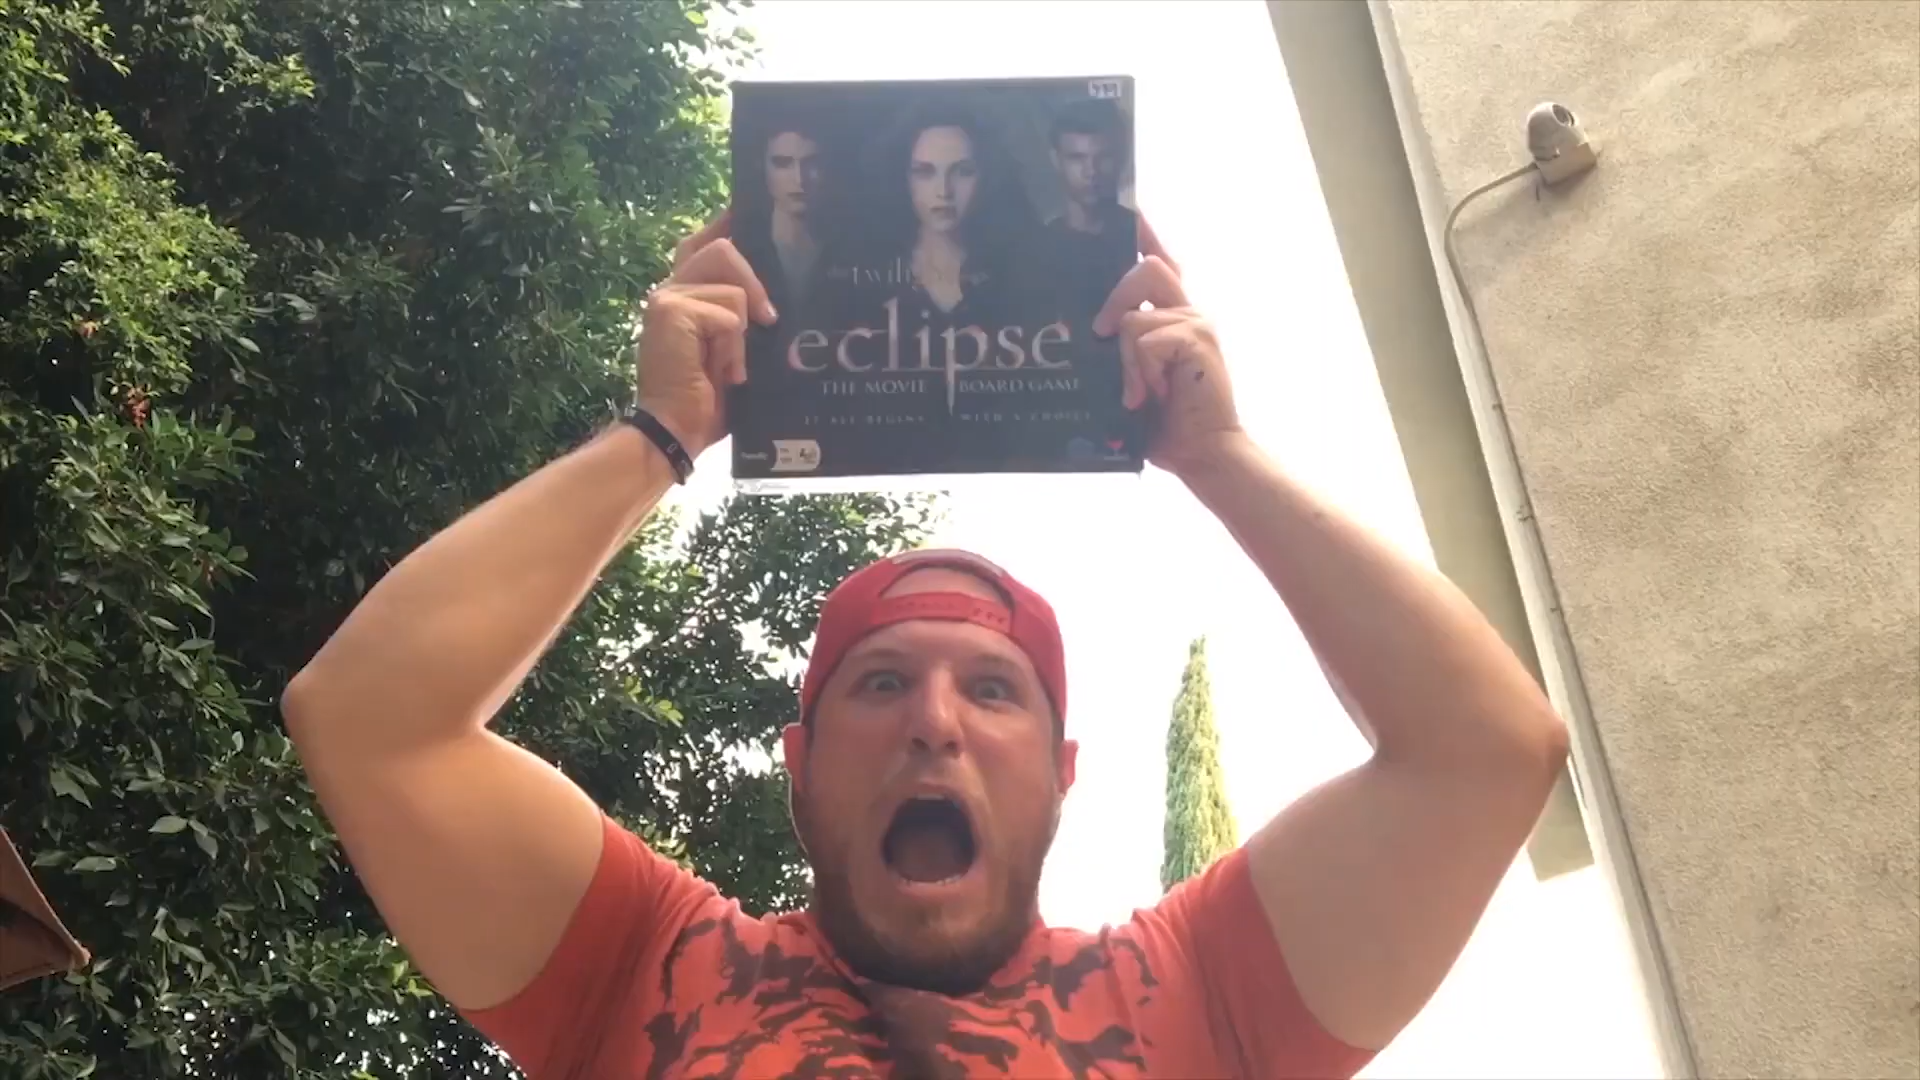 the twilight saga
eclipse
THE MOVIE BOARD GAME
IT ALL BEGINS WITH A CHOICE